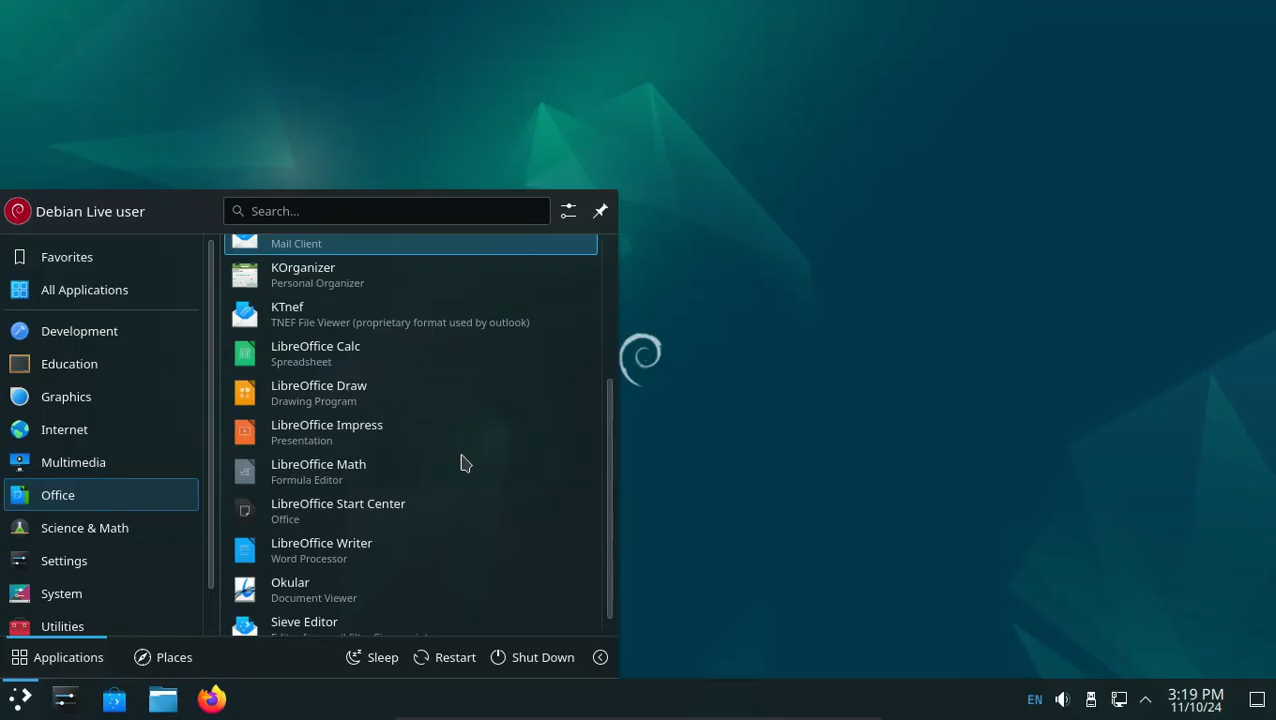 Debian Live user
Search...
Favorites
All Applications
Development
Education
Graphics
Internet
Multimedia
Office
Science & Math
Settings
System
Utilities
Mail Client
KOrganizer
Personal Organizer
KTnef
TNEF File Viewer (proprietary format used by outlook)
LibreOffice Calc
Spreadsheet
LibreOffice Draw
Drawing Program
LibreOffice Impress
Presentation
LibreOffice Math
Formula Editor
LibreOffice Start Center
Office
LibreOffice Writer
Word Processor
Okular
Document Viewer
Sieve Editor
Applications
Places
Sleep
Restart
Shut Down
EN
3:19 PM
11/10/24